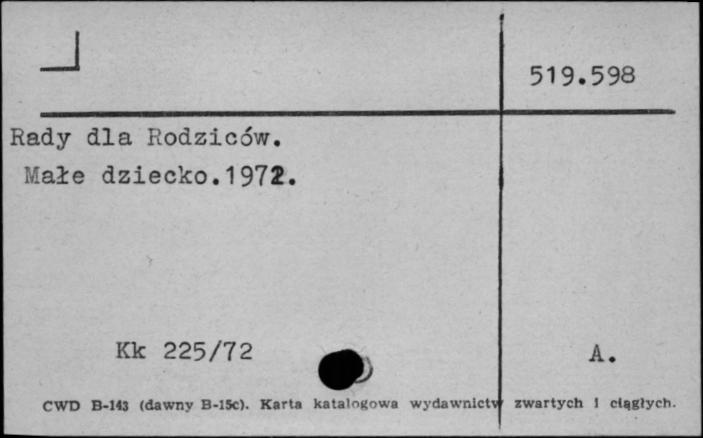 519.598
Rady dla Rodziców.
Małe dziecko.1972.
Kk 225/72
A.
CWD B-143 (dawny B-15c). Karta katalogowa wydawnictw zwartych i ciągłych.